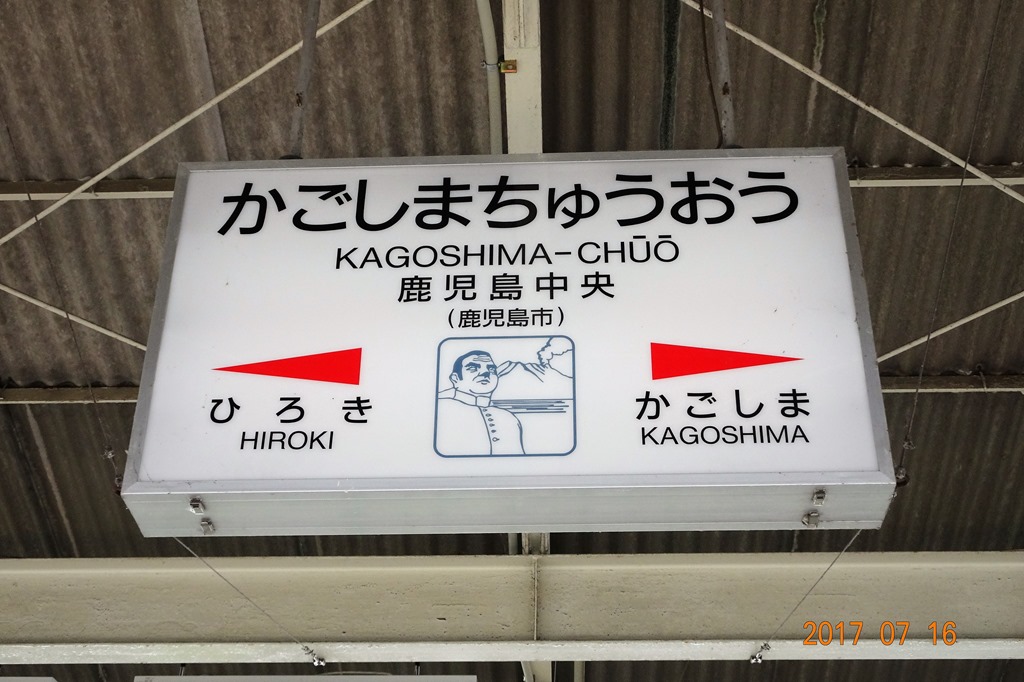 かごしまちゅうおう
KAGOSHIMA-CHŪŌ
鹿児島中央
(鹿児島市)
ひろき
HIROKI
かごしま
KAGOSHIMA
2017 07 16